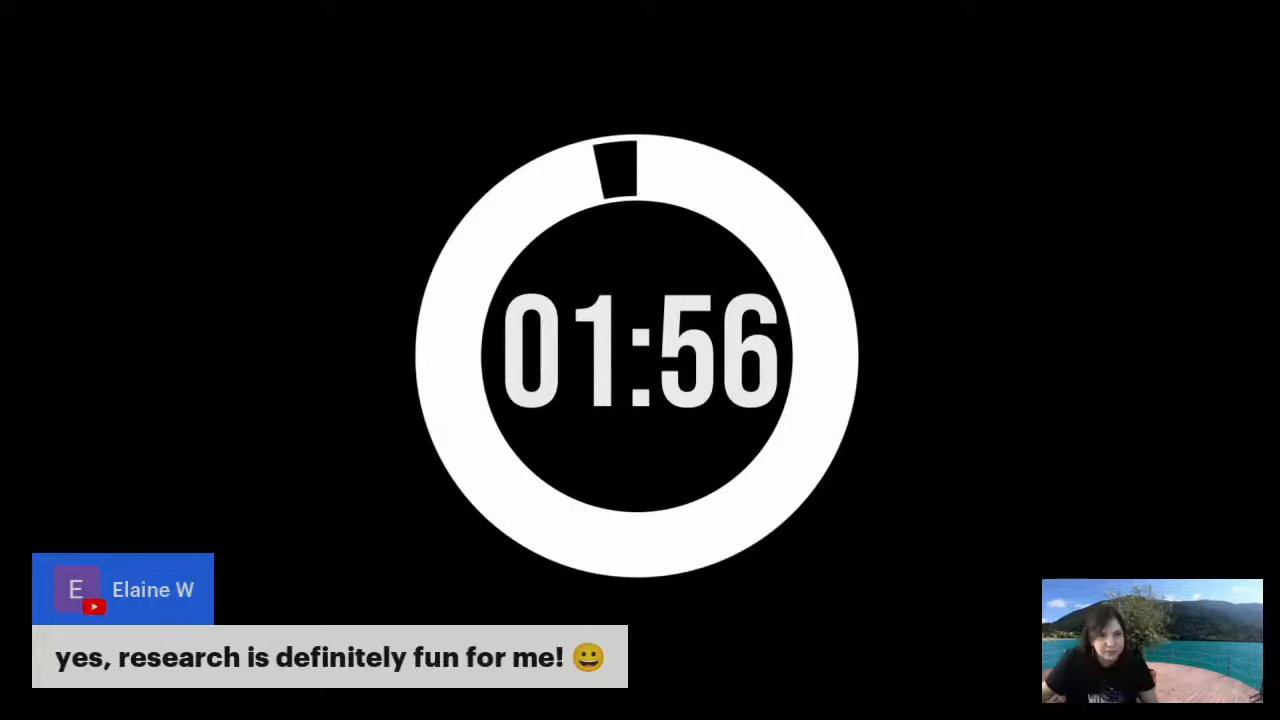 01:56
E
Elaine W
yes, research is definitely fun for me! 😀